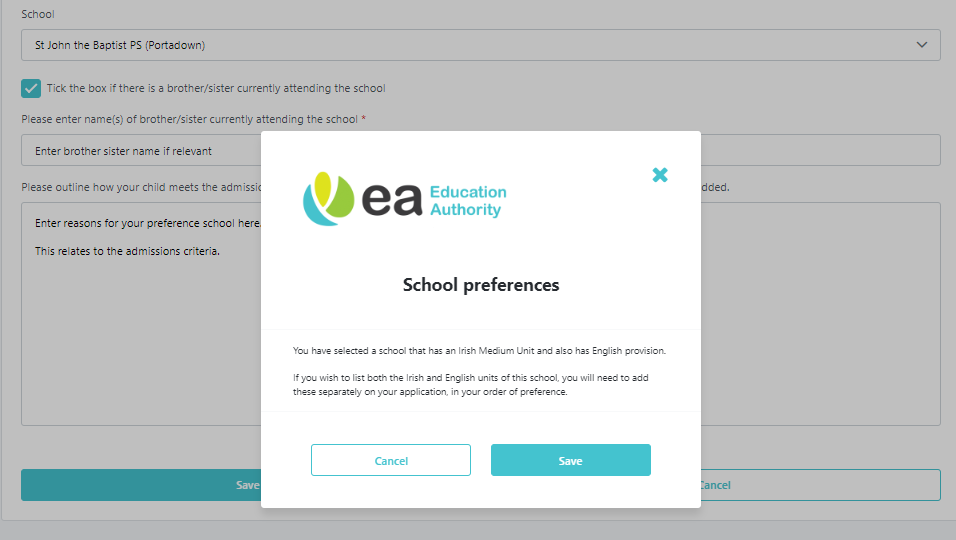 School
St John the Baptist PS (Portadown)
Tick the box if there is a brother/sister currently attending the school
Please enter name(s) of brother/sister currently attending the school *
Enter brother sister name if relevant
Please outline how your child meets the admissio
dded.
Enter reasons for your preference school here.
This relates to the admissions criteria.
ea Education
Authority
School preferences
You have selected a school that has an Irish Medium Unit and also has English provision.
If you wish to list both the Irish and English units of this school, you will need to add
these separately on your application, in your order of preference.
Cancel
Save
Save
Cancel